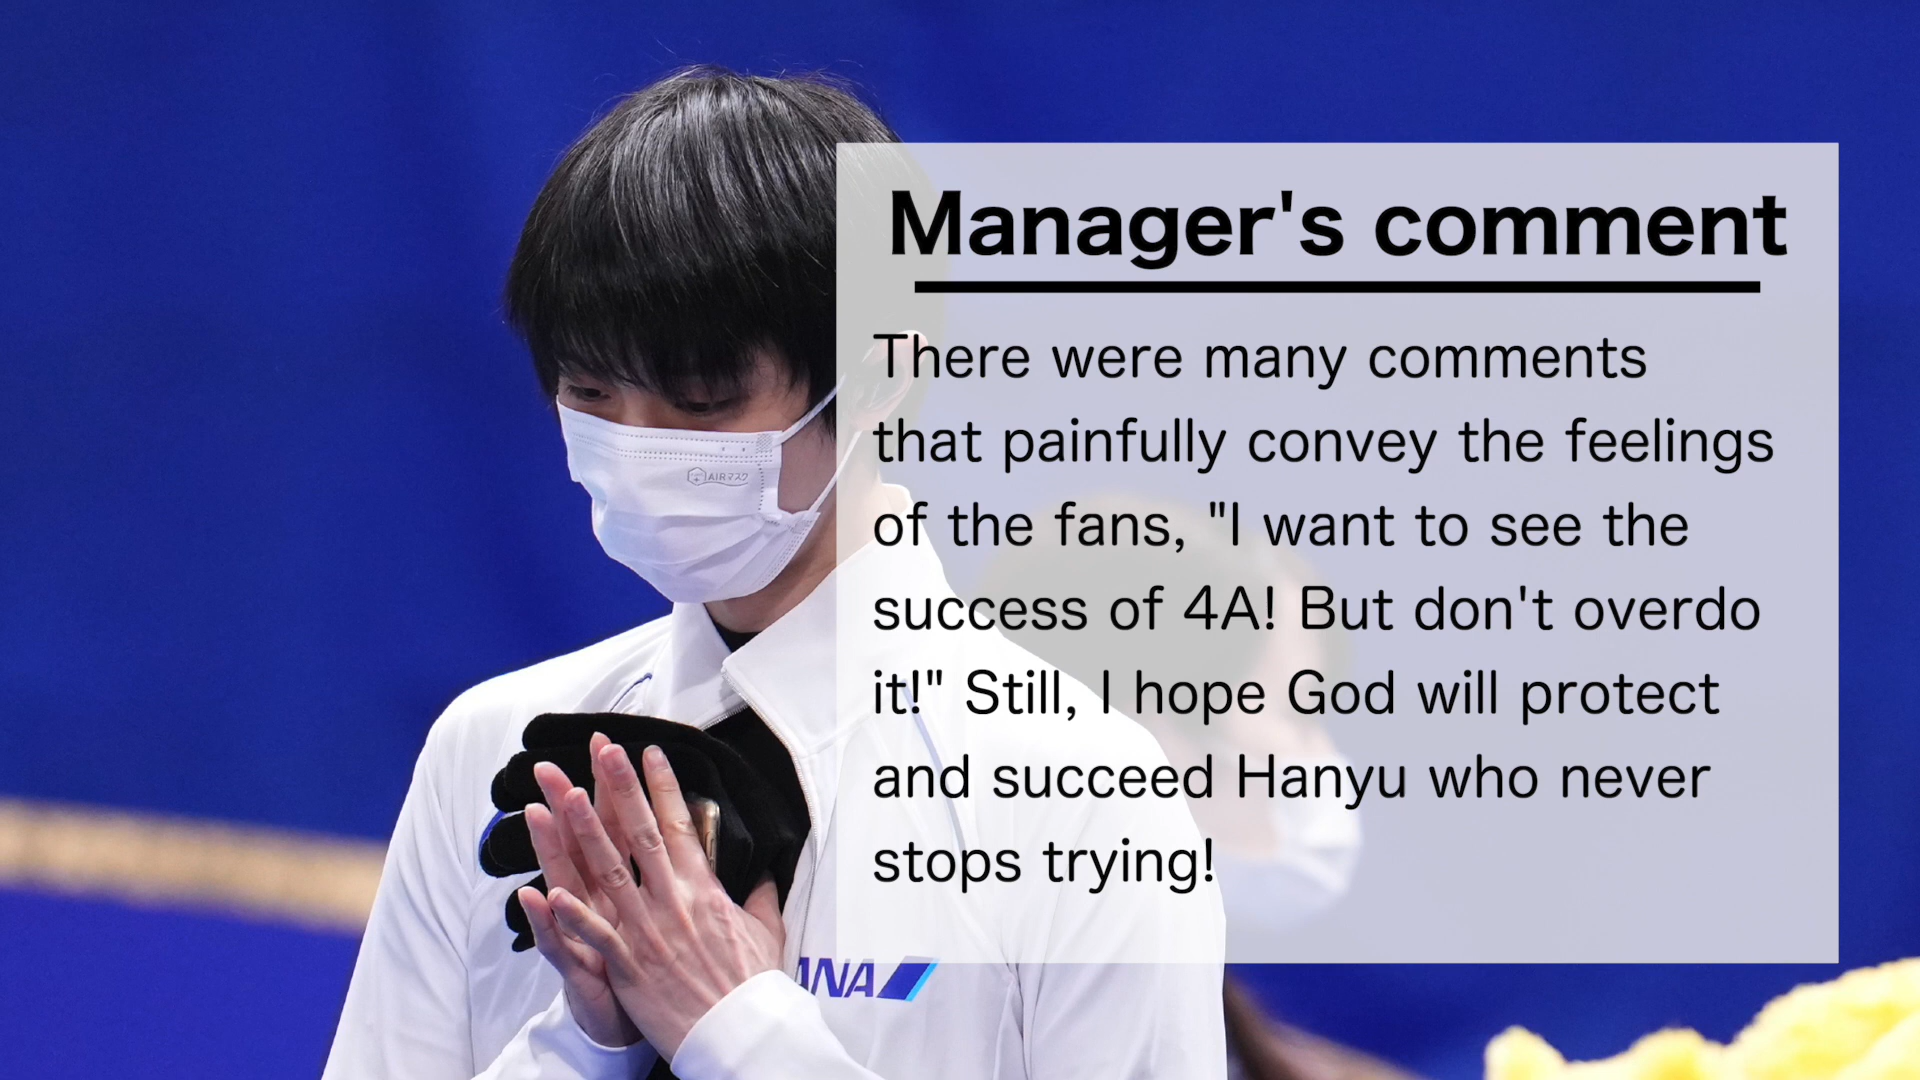 Manager's comment
There were many comments
that painfully convey the feelings
of the fans, "I want to see the
success of 4A! But don't overdo
it!" Still, I hope God will protect
and succeed Hanyu who never
stops trying!
AIRマスク
ANA